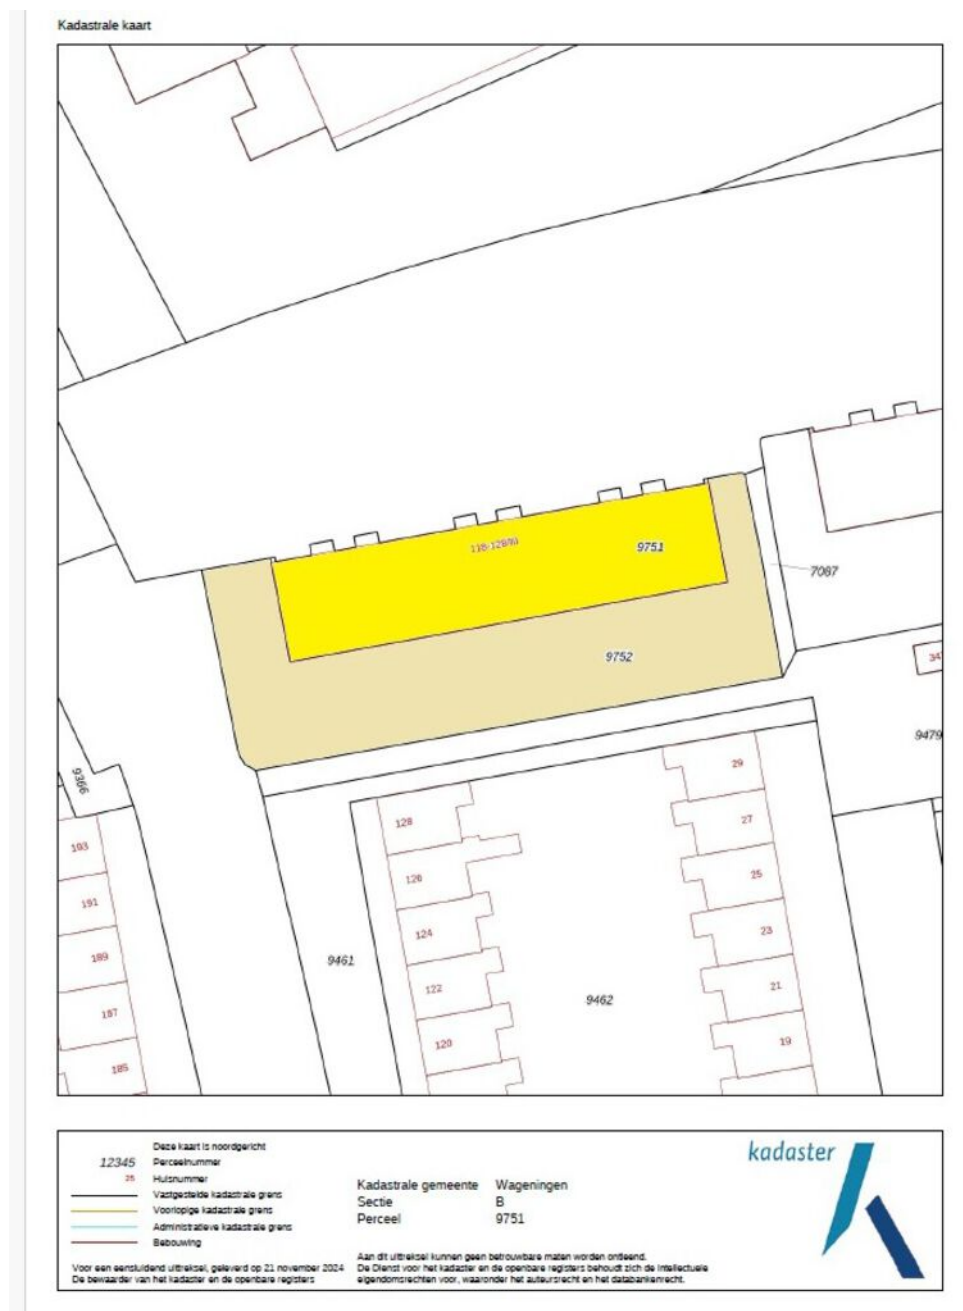 Kadastrale kaart
9751
7087
9752
347
9479
9366
29
128
193
27
126
25
191
124
23
189
9461
122
21
9462
187
120
19
185
Deze kaart is noordgericht
12345 Perceelnummer
25 Huisnummer
Vastgestelde kadastrale grens
Voorlopige kadastrale grens
Administratieve kadastrale grens
Bebouwing
Voor een eensluidend uittreksel, geleverd op 21 november 2024
De bewaarder van het kadaster en de openbare registers
Kadastrale gemeente Wageningen
Sectie B
Perceel 9751
Aan dit uittreksel kunnen geen betrouwbare maten worden ontleend.
De Dienst voor het kadaster en de openbare registers behoudt zich de intellectuele
eigendomsrechten voor, waaronder het auteursrecht en het databankenrecht.
kadaster